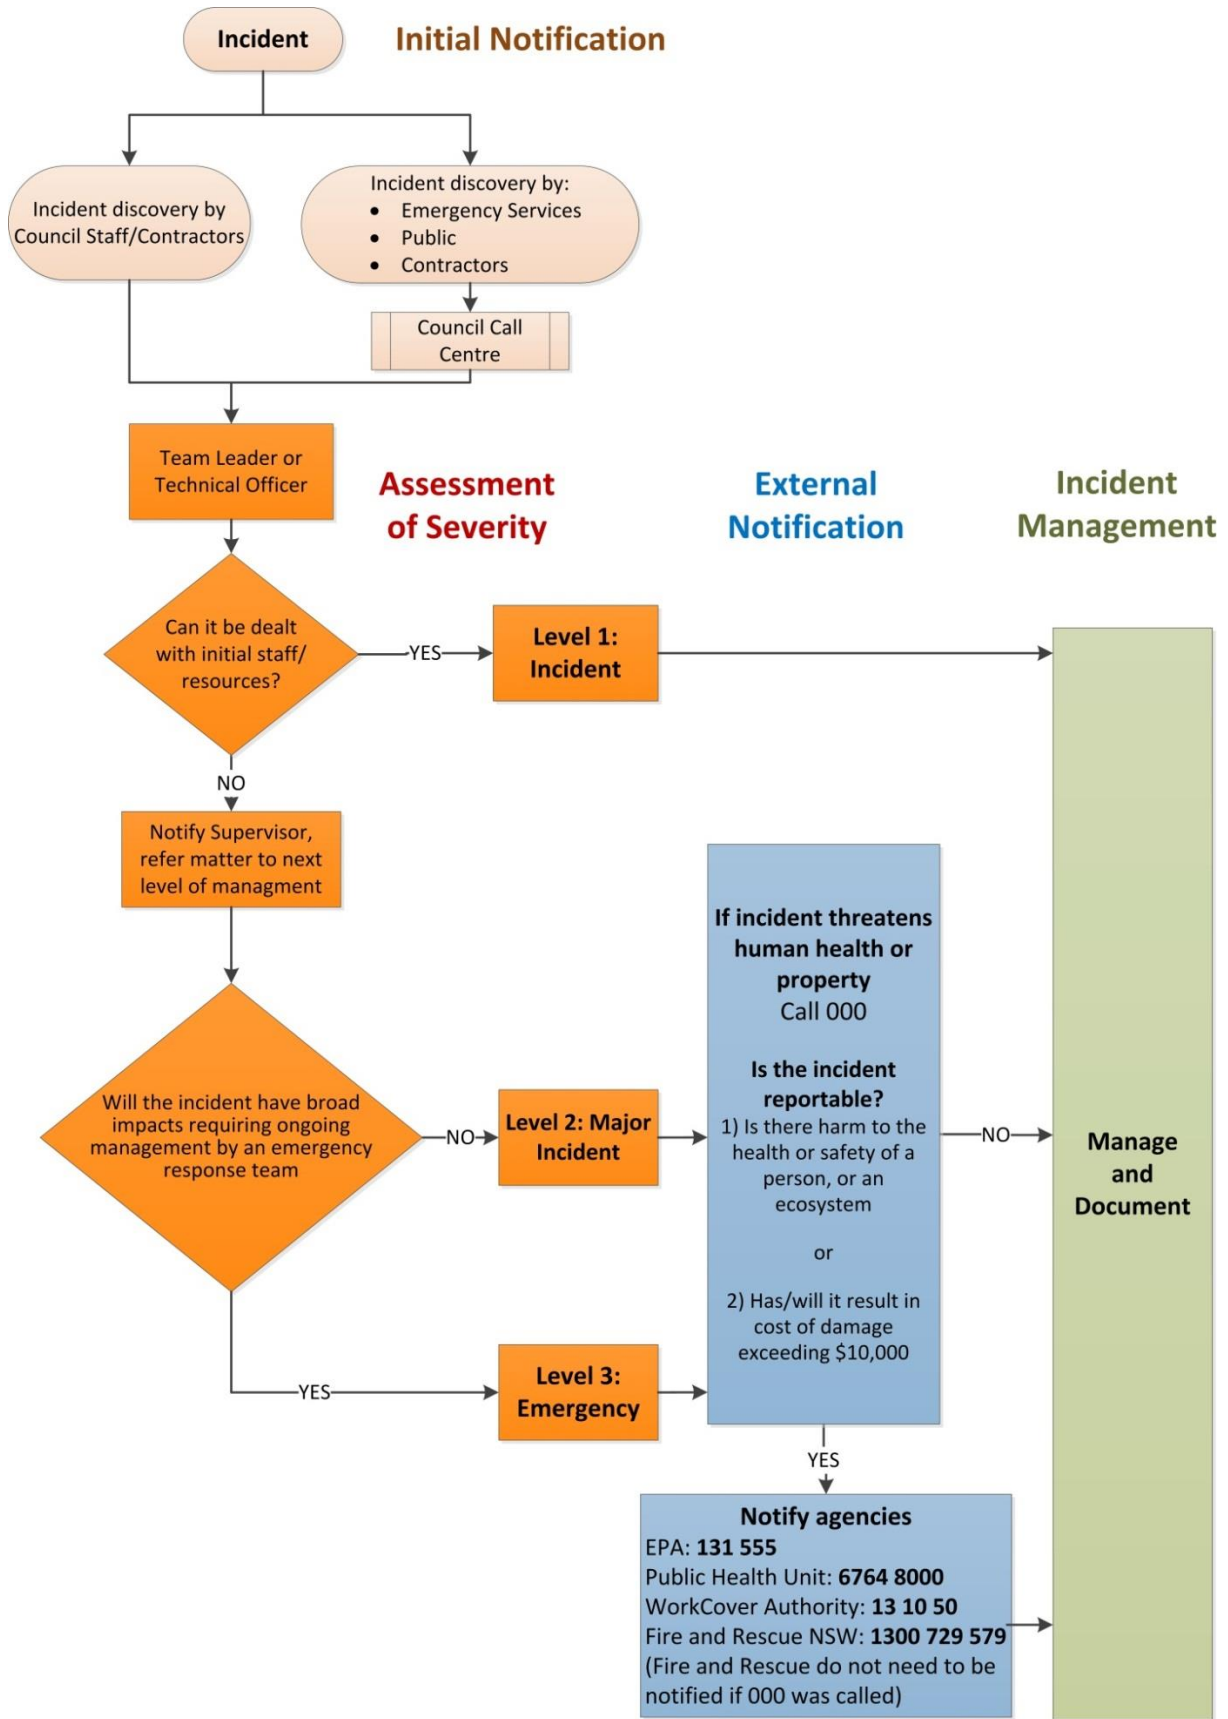 Incident
Initial Notification
Incident discovery by
Council Staff/Contractors
Incident discovery by:
• Emergency Services
• Public
• Contractors
Council Call
Centre
Team Leader or
Technical Officer
Assessment
of Severity
External
Notification
Incident
Management
Can it be dealt
with initial staff/
resources?
YES
Level 1:
Incident
NO
Notify Supervisor,
refer matter to next
level of managment
Will the incident have broad
impacts requiring ongoing
management by an emergency
response team
NO
Level 2: Major
Incident
YES
Level 3:
Emergency
If incident threatens
human health or
property
Call 000
Is the incident
reportable?
1) Is there harm to the
health or safety of a
person, or an
ecosystem
or
2) Has/will it result in
cost of damage
exceeding $10,000
NO
Manage
and
Document
YES
Notify agencies
EPA: 131 555
Public Health Unit: 6764 8000
WorkCover Authority: 13 10 50
Fire and Rescue NSW: 1300 729 579
(Fire and Rescue do not need to be
notified if 000 was called)